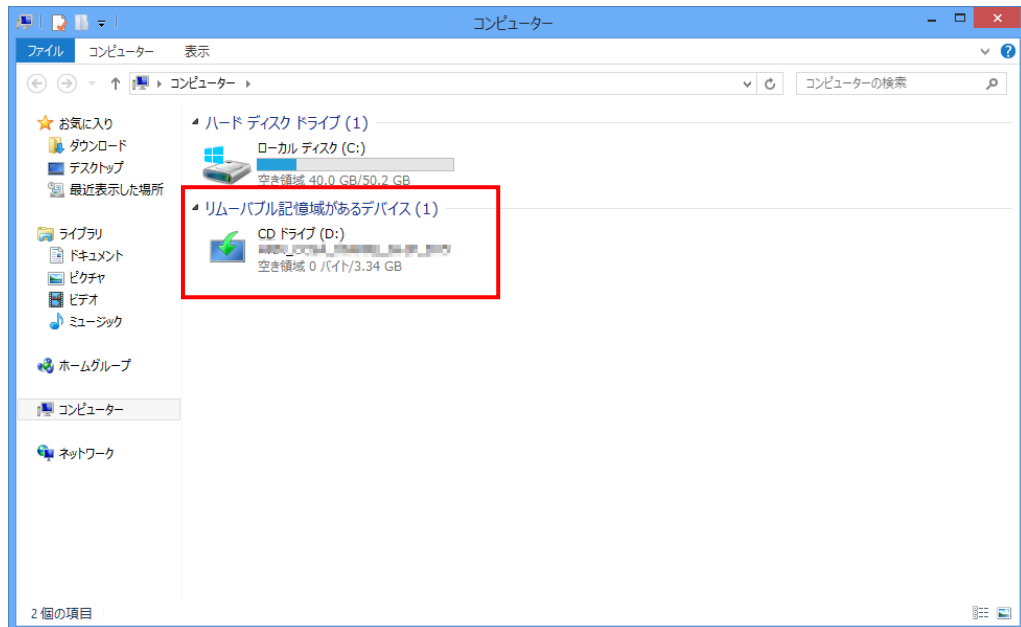 コンピューター
ファイル コンピューター 表示
コンピューター
コンピューターの検索
お気に入り
ダウンロード
デスクトップ
最近表示した場所
ライブラリ
ドキュメント
ピクチャ
ビデオ
ミュージック
ホームグループ
コンピューター
ネットワーク
ハード ディスク ドライブ (1)
ローカル ディスク (C:)
空き領域 40.0 GB/50.2 GB
リムーバブル記憶域があるデバイス (1)
CD ドライブ (D:)
空き領域 0 バイト/3.34 GB
2 個の項目